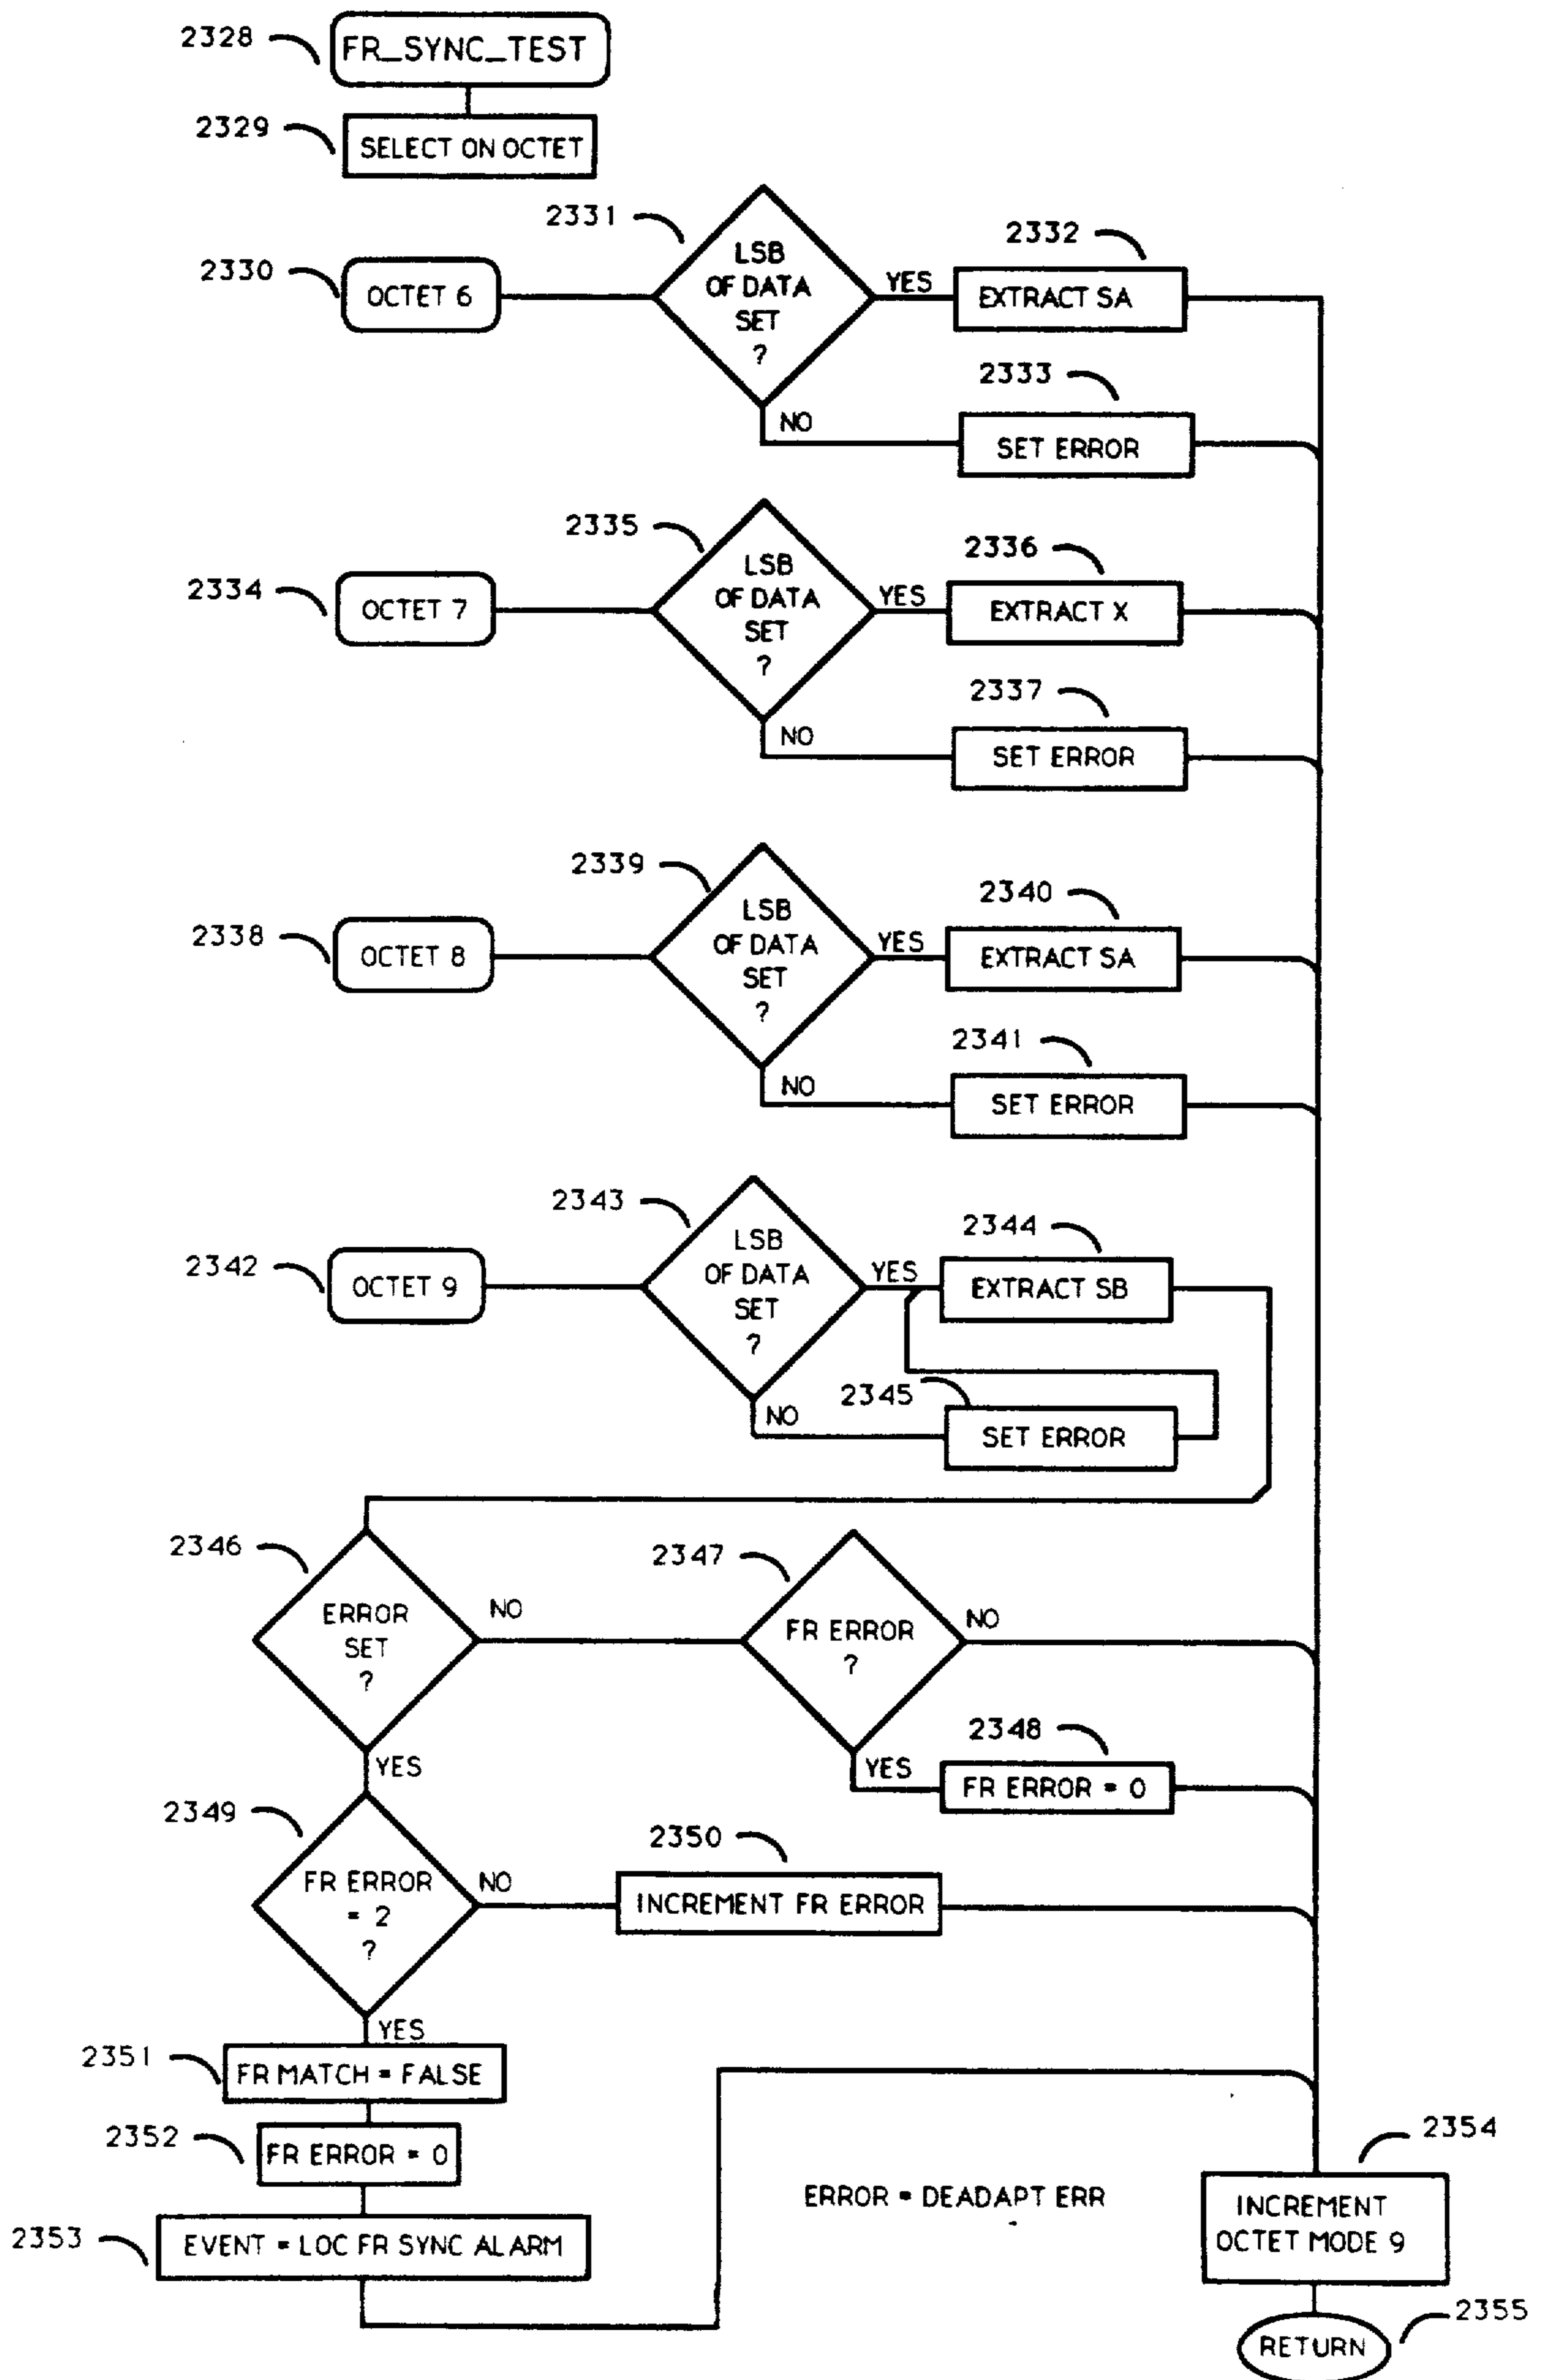 2328
FR_SYNC_TEST
2329
SELECT ON OCTET
2330
OCTET 6
2331
LSB
OF DATA
SET
?
YES
2332
EXTRACT SA
NO
2333
SET ERROR
2334
OCTET 7
2335
LSB
OF DATA
SET
?
YES
2336
EXTRACT X
NO
2337
SET ERROR
2338
OCTET 8
2339
LSB
OF DATA
SET
?
YES
2340
EXTRACT SA
NO
2341
SET ERROR
2342
OCTET 9
2343
LSB
OF DATA
SET
?
YES
2344
EXTRACT SB
NO
2345
SET ERROR
2346
ERROR
SET
?
NO
2347
FR ERROR
?
NO
YES
2348
FR ERROR = 0
YES
2349
FR ERROR
= 2
?
NO
2350
INCREMENT FR ERROR
YES
2351
FR MATCH = FALSE
2352
FR ERROR = 0
2353
EVENT = LOC FR SYNC ALARM
ERROR = DEADAPT ERR
2354
INCREMENT
OCTET MODE 9
2355
RETURN